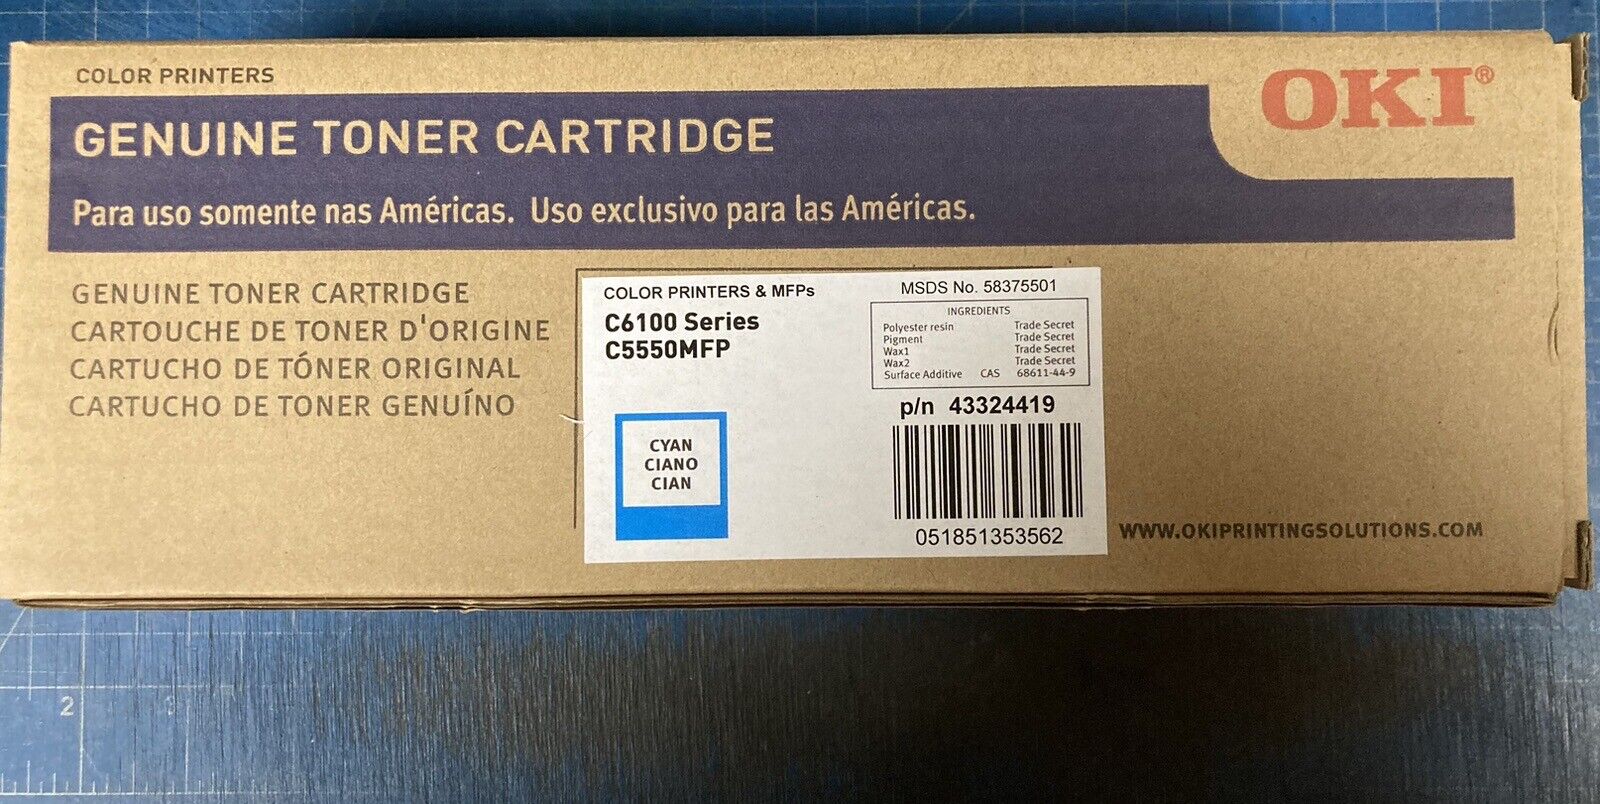 COLOR PRINTERS
OKI®
GENUINE TONER CARTRIDGE
Para uso somente nas Américas. Uso exclusivo para las Américas.
GENUINE TONER CARTRIDGE
CARTOUCHE DE TONER D'ORIGINE
CARTUCHO DE TÓNER ORIGINAL
CARTUCHO DE TONER GENUÍNO
COLOR PRINTERS & MFPs
C6100 Series
C5550MFP
CYAN
CIANO
CIAN
MSDS No. 58375501
INGREDIENTS
Polyester resin Trade Secret
Pigment Trade Secret
Wax1 Trade Secret
Wax2 Trade Secret
Surface Additive CAS 68611-44-9
p/n 43324419
051851353562
WWW.OKIPRINTINGSOLUTIONS.COM
2